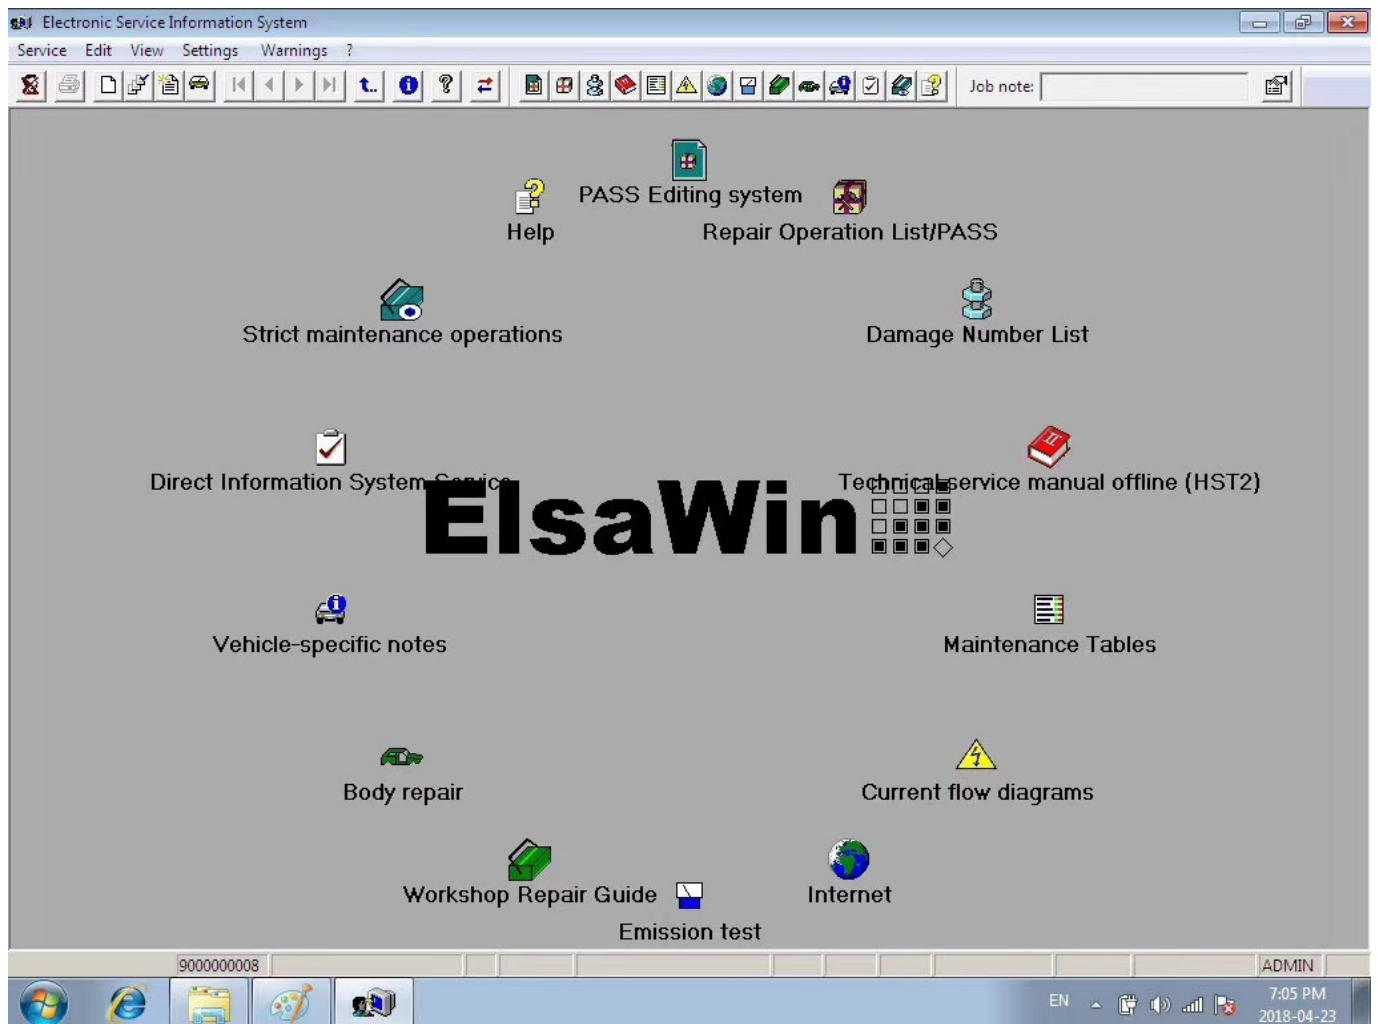 Electronic Service Information System
Service Edit View Settings Warnings ?
t.. i ? Job note:
PASS Editing system
Help
Repair Operation List/PASS
Strict maintenance operations
Damage Number List
Direct Information System Service
Technical service manual offline (HST2)
ElsaWin
Vehicle-specific notes
Maintenance Tables
Body repair
Current flow diagrams
Workshop Repair Guide
Internet
Emission test
9000000008 ADMIN
EN 7:05 PM
2018-04-23